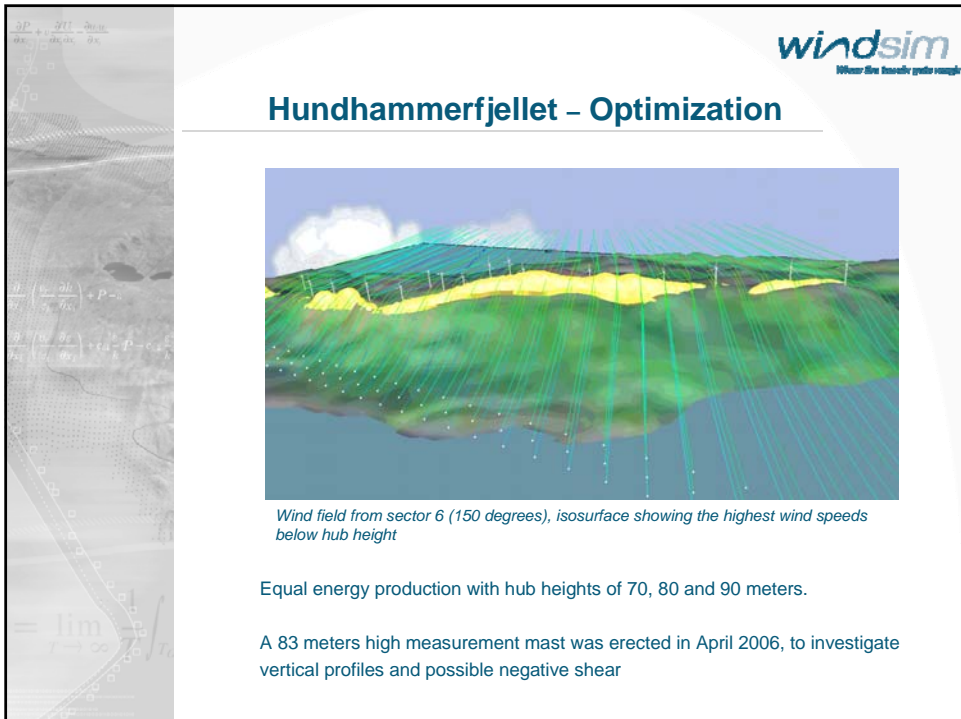 windsim
Hundhammerfjellet – Optimization
Wind field from sector 6 (150 degrees), isosurface showing the highest wind speeds
below hub height
Equal energy production with hub heights of 70, 80 and 90 meters.
A 83 meters high measurement mast was erected in April 2006, to investigate
vertical profiles and possible negative shear